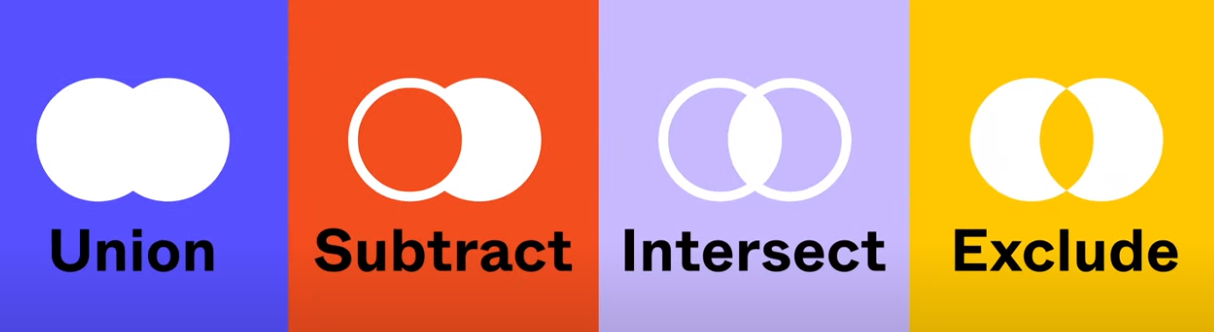 Union
Subtract
Intersect
Exclude